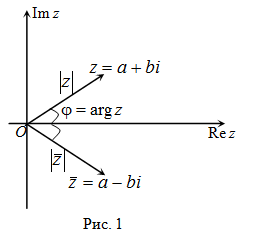 Im z
|z|
z = a + bi
φ = arg z
O
Re z
|z̅|
z̅ = a − bi
Рис. 1